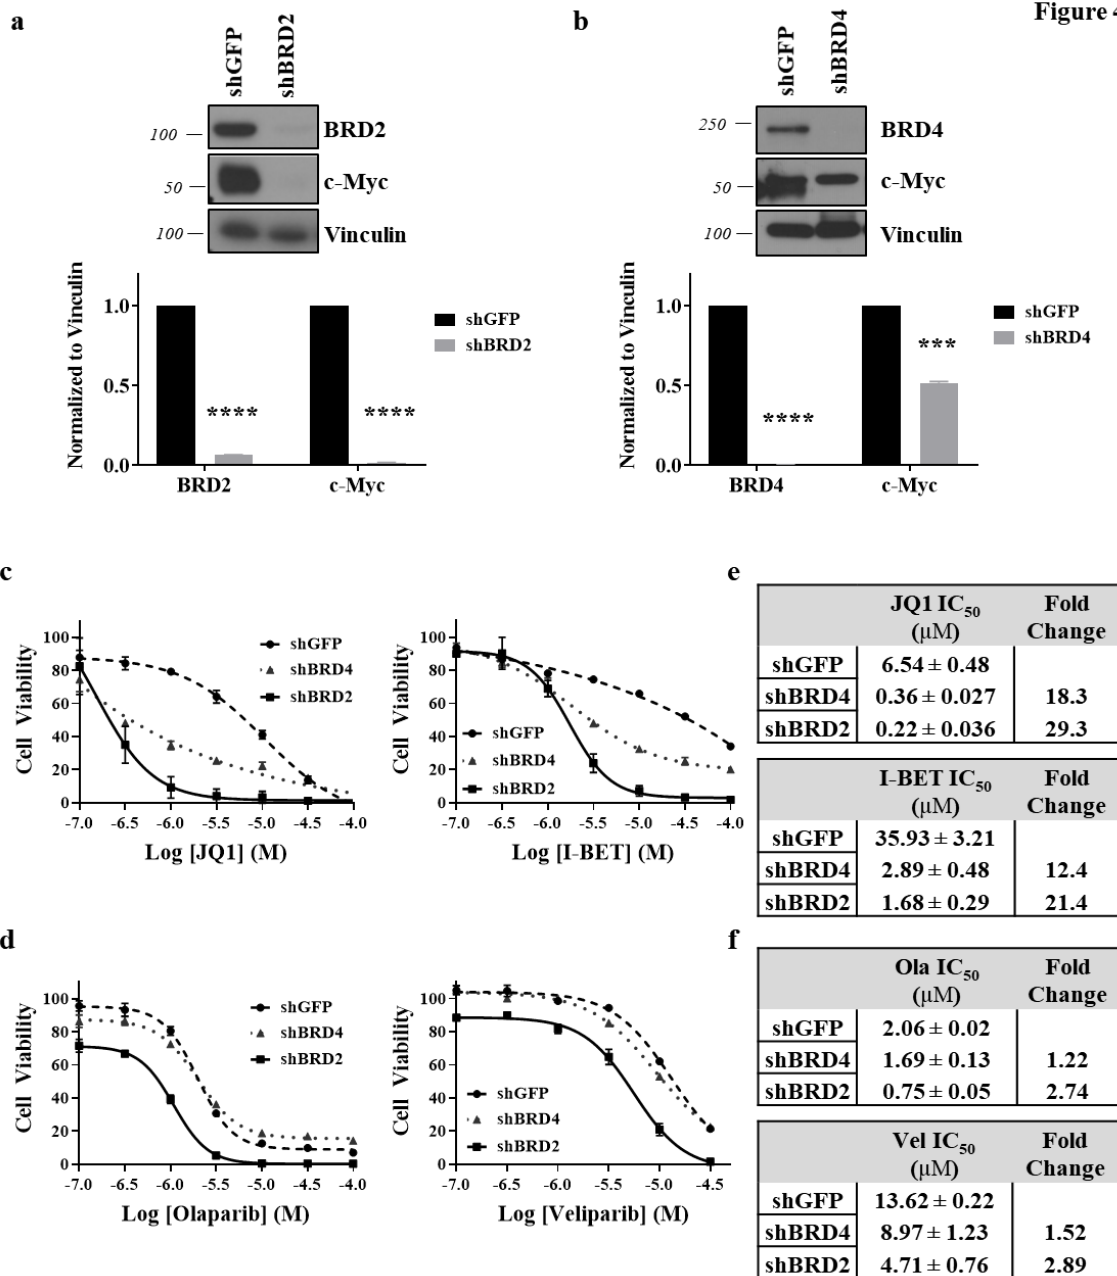 Figure 4
a
shGFP
shBRD2
100
BRD2
50
c-Myc
100
Vinculin
Normalized to Vinculin
1.0
0.5
0.0
****
****
BRD2
c-Myc
shGFP
shBRD2
b
shGFP
shBRD4
250
BRD4
50
c-Myc
100
Vinculin
Normalized to Vinculin
1.0
0.5
0.0
****
***
BRD4
c-Myc
shGFP
shBRD4
c
Cell Viability
100
80
60
40
20
0
shGFP
shBRD4
shBRD2
-7.0 -6.5 -6.0 -5.5 -5.0 -4.5 -4.0
Log [JQ1] (M)
Cell Viability
100
80
60
40
20
0
shGFP
shBRD4
shBRD2
-7.0 -6.5 -6.0 -5.5 -5.0 -4.5 -4.0
Log [I-BET] (M)
e
JQ1 IC50 (μM) Fold Change
shGFP 6.54 ± 0.48
shBRD4 0.36 ± 0.027 18.3
shBRD2 0.22 ± 0.036 29.3
I-BET IC50 (μM) Fold Change
shGFP 35.93 ± 3.21
shBRD4 2.89 ± 0.48 12.4
shBRD2 1.68 ± 0.29 21.4
d
Cell Viability
100
80
60
40
20
0
shGFP
shBRD4
shBRD2
-7.0 -6.5 -6.0 -5.5 -5.0 -4.5 -4.0
Log [Olaparib] (M)
Cell Viability
100
80
60
40
20
0
shGFP
shBRD4
shBRD2
-7.0 -6.5 -6.0 -5.5 -5.0 -4.5
Log [Veliparib] (M)
f
Ola IC50 (μM) Fold Change
shGFP 2.06 ± 0.02
shBRD4 1.69 ± 0.13 1.22
shBRD2 0.75 ± 0.05 2.74
Vel IC50 (μM) Fold Change
shGFP 13.62 ± 0.22
shBRD4 8.97 ± 1.23 1.52
shBRD2 4.71 ± 0.76 2.89